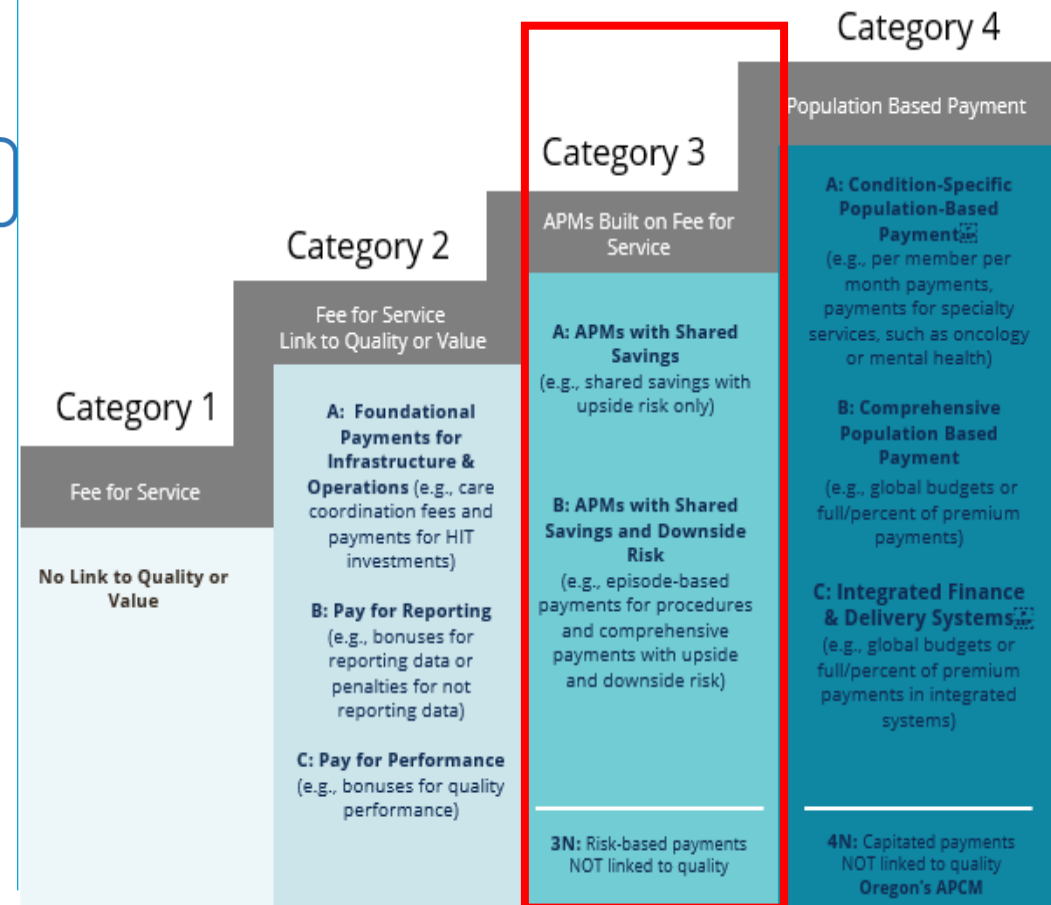 Category 1
Fee for Service
No Link to Quality or
Value
Category 2
Fee for Service
Link to Quality or Value
A: Foundational
Payments for
Infrastructure &
Operations (e.g., care
coordination fees and
payments for HIT
investments)
B: Pay for Reporting
(e.g., bonuses for
reporting data or
penalties for not
reporting data)
C: Pay for Performance
(e.g., bonuses for quality
performance)
Category 3
APMs Built on Fee for
Service
A: APMs with Shared
Savings
(e.g., shared savings with
upside risk only)
B: APMs with Shared
Savings and Downside
Risk
(e.g., episode-based
payments for procedures
and comprehensive
payments with upside
and downside risk)
3N: Risk-based payments
NOT linked to quality
Category 4
Population Based Payment
A: Condition-Specific
Population-Based
Payment
(e.g., per member per
month payments,
payments for specialty
services, such as oncology
or mental health)
B: Comprehensive
Population Based
Payment
(e.g., global budgets or
full/percent of premium
payments)
C: Integrated Finance
& Delivery Systems
(e.g., global budgets or
full/percent of premium
payments in integrated
systems)
4N: Capitated payments
NOT linked to quality
Oregon's APCM